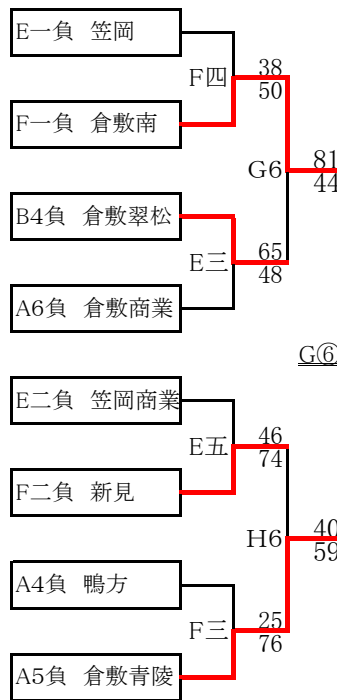 E一負 笠岡
F四
38
50
F一負 倉敷南
G6
81
44
B4負 倉敷翠松
E三
65
48
A6負 倉敷商業
G⑥
E二負 笠岡商業
E五
46
74
F二負 新見
H6
40
59
A4負 鴨方
F三
25
76
A5負 倉敷青陵